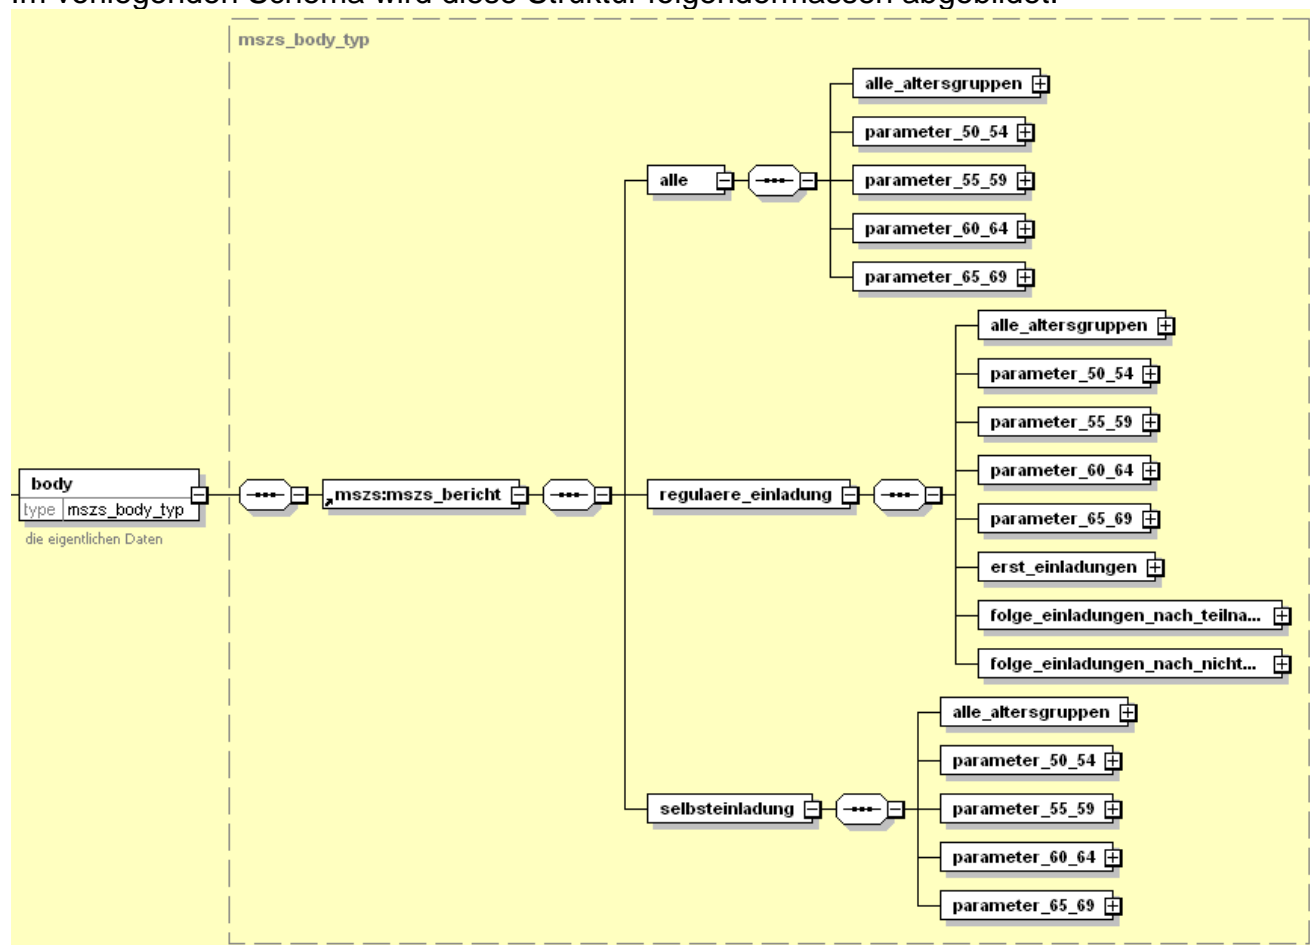 Im vorliegenden Schema wird diese Struktur folgendermassen abgebildet:
mszs_body_typ
alle_altersgruppen
parameter_50_54
parameter_55_59
parameter_60_64
parameter_65_69
alle
alle_altersgruppen
parameter_50_54
parameter_55_59
parameter_60_64
parameter_65_69
erst_einladungen
folge_einladungen_nach_teilna...
folge_einladungen_nach_nicht...
regulaere_einladung
body
type mszs_body_typ
die eigentlichen Daten
mszs:mszs_bericht
alle_altersgruppen
parameter_50_54
parameter_55_59
parameter_60_64
parameter_65_69
selbsteinladung